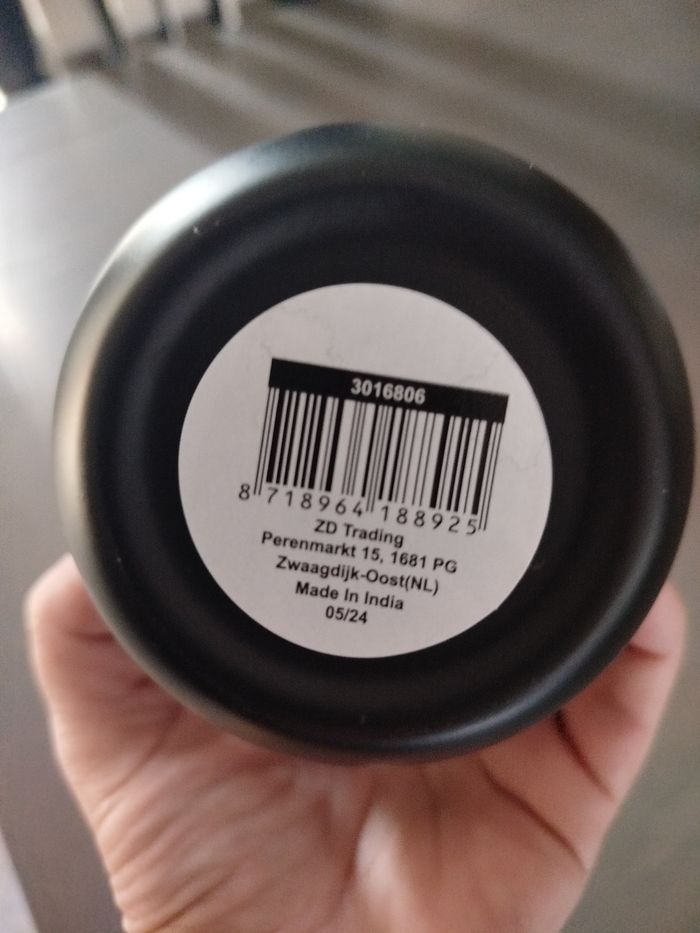 3016806
8 718964 188925
ZD Trading
Perenmarkt 15, 1681 PG
Zwaagdijk-Oost(NL)
Made In India
05/24